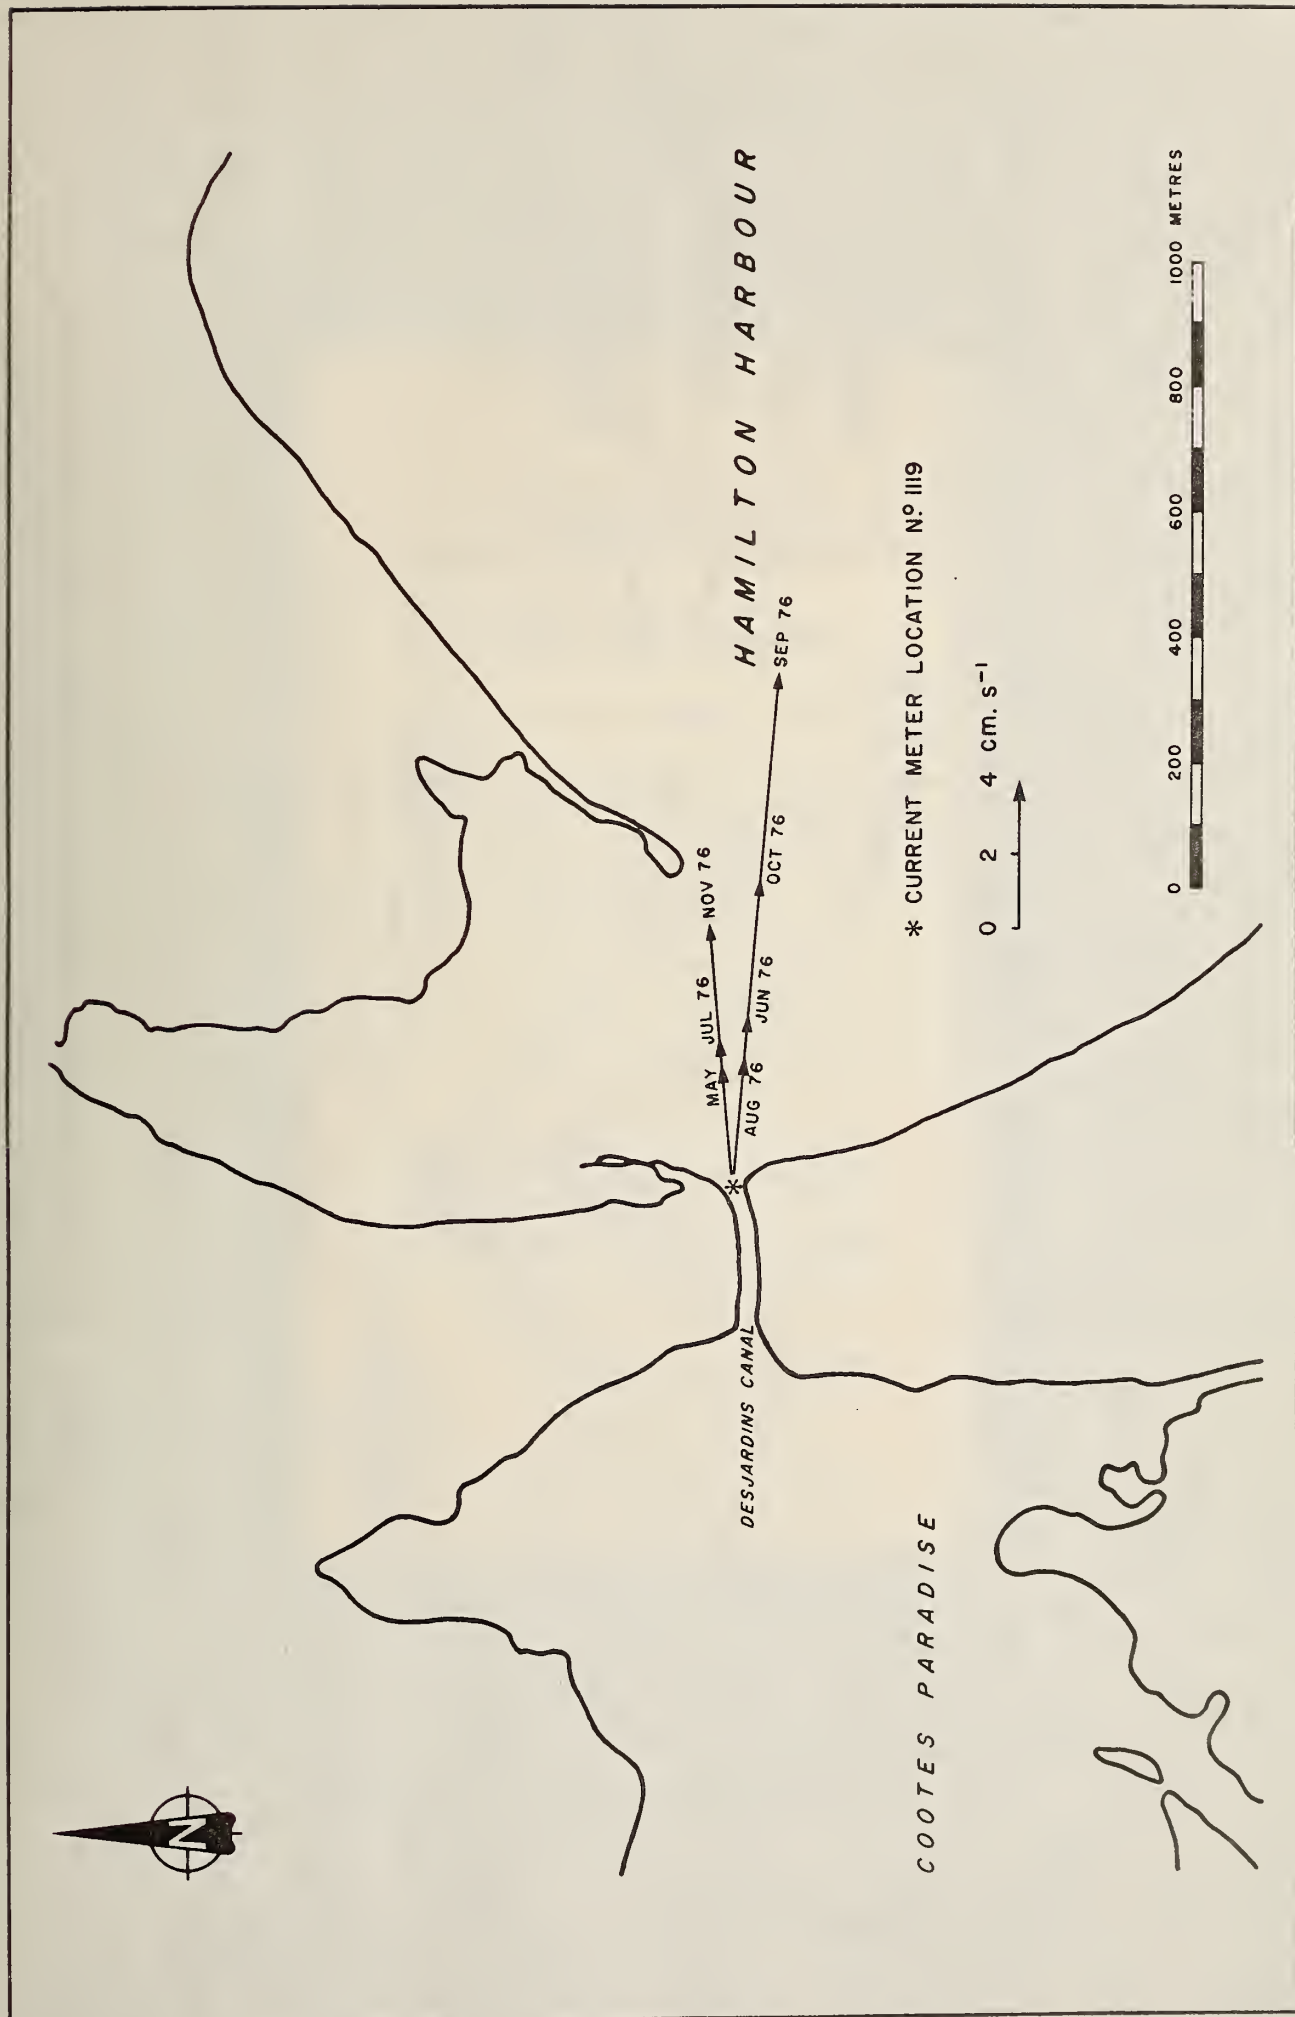 N
HAMILTON HARBOUR
MAY
JUL 76
NOV 76
AUG 76
JUN 76
OCT 76
SEP 76
DESJARDINS CANAL
COOTES PARADISE
* CURRENT METER LOCATION Nº 1119
0 2 4 cm. s⁻¹
0 200 400 600 800 1000 METRES